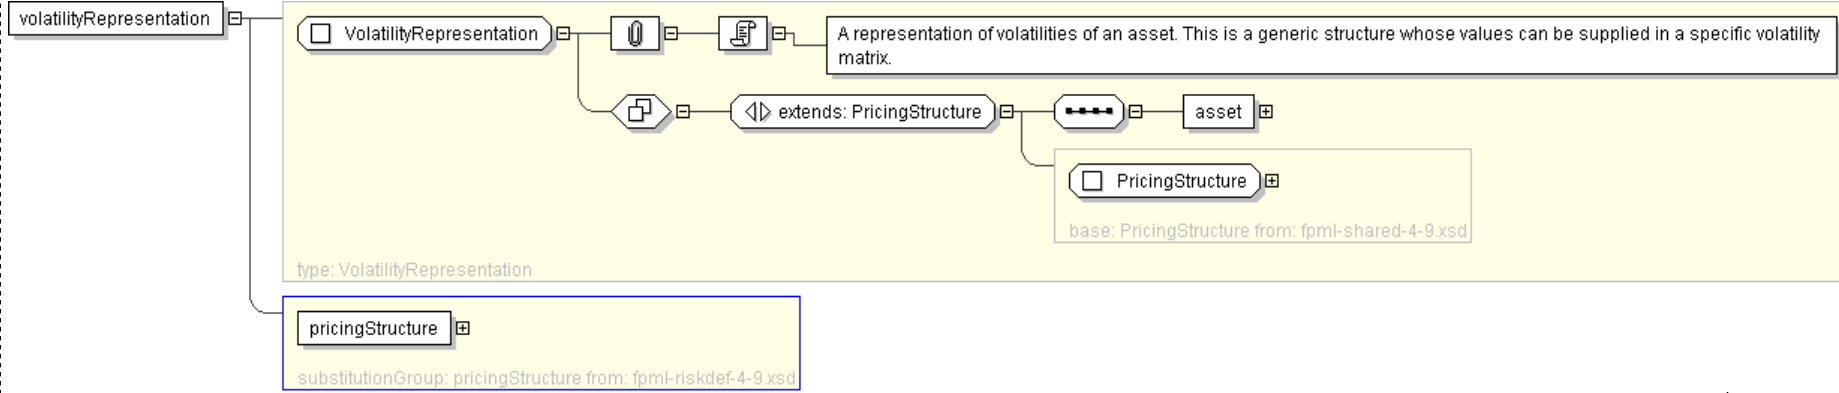 volatilityRepresentation
VolatilityRepresentation
A representation of volatilities of an asset. This is a generic structure whose values can be supplied in a specific volatility
matrix.
extends: PricingStructure
asset
PricingStructure
base: PricingStructure from: fpml-shared-4-9.xsd
type: VolatilityRepresentation
pricingStructure
substitutionGroup: pricingStructure from: fpml-riskdef-4-9.xsd